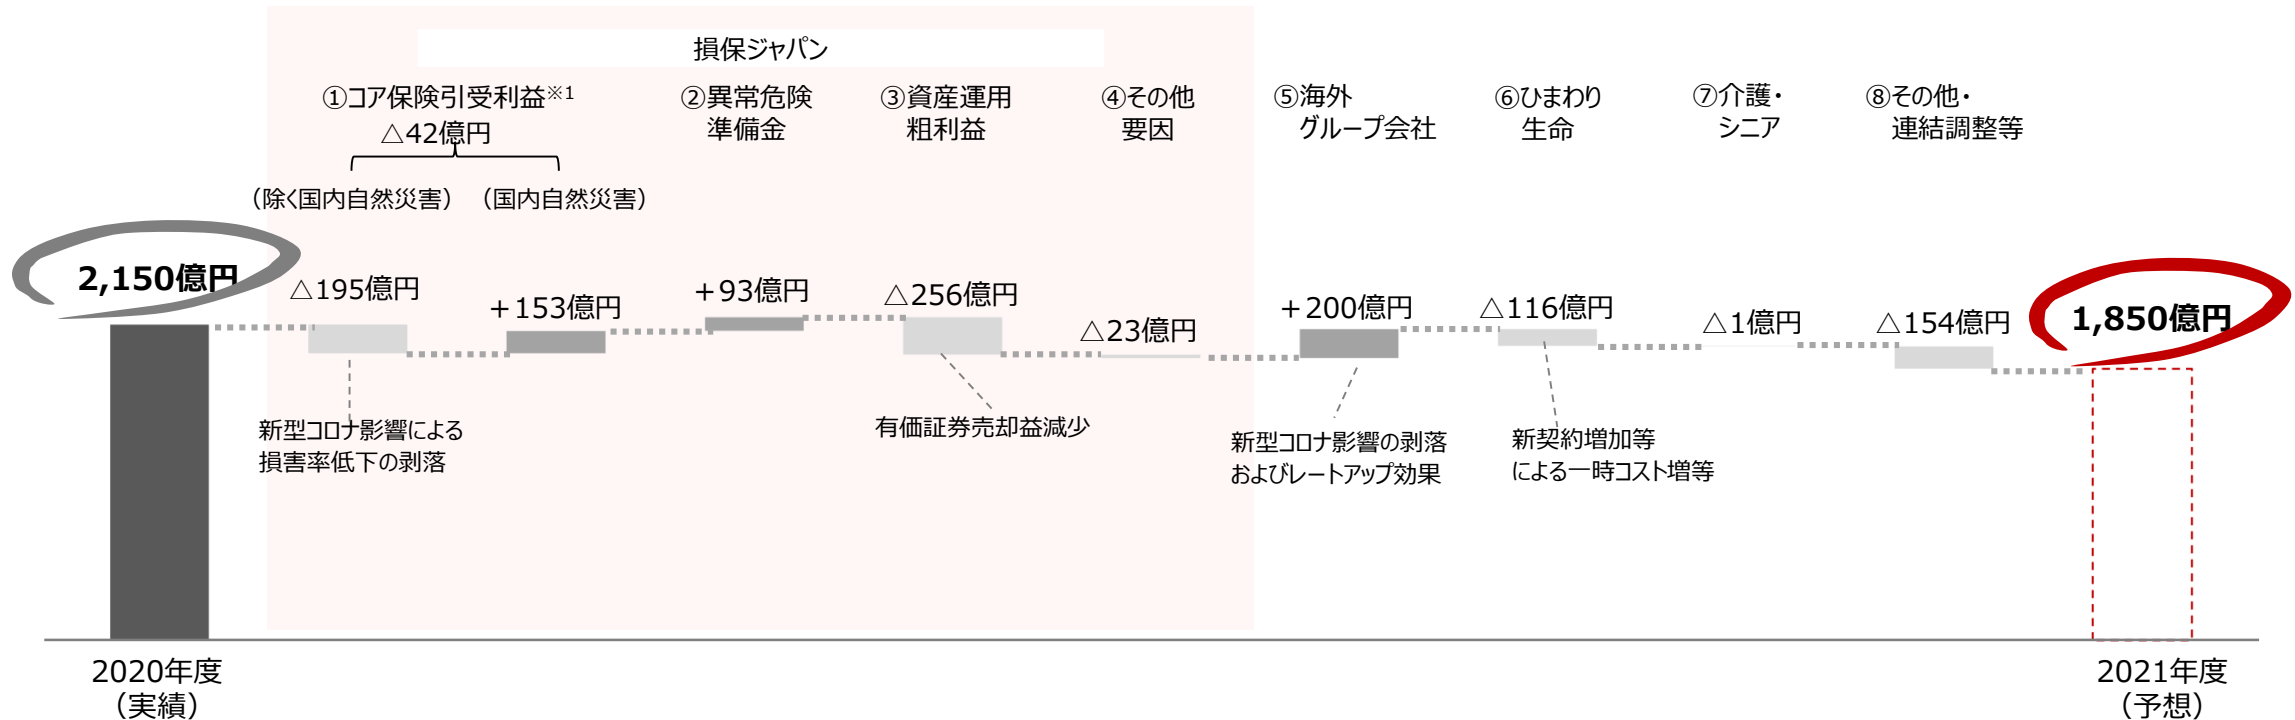 損保ジャパン
①コア保険引受利益※1
△42億円
(除く国内自然災害)
(国内自然災害)
②異常危険
準備金
③資産運用
粗利益
④その他
要因
⑤海外
グループ会社
⑥ひまわり
生命
⑦介護・
シニア
⑧その他・
連結調整等
2,150億円
△195億円
+153億円
+93億円
△256億円
△23億円
+200億円
△116億円
△1億円
△154億円
1,850億円
新型コロナ影響による
損害率低下の剥落
有価証券売却益減少
新型コロナ影響の剥落
およびレートアップ効果
新契約増加等
による一時コスト増等
2020年度
(実績)
2021年度
(予想)